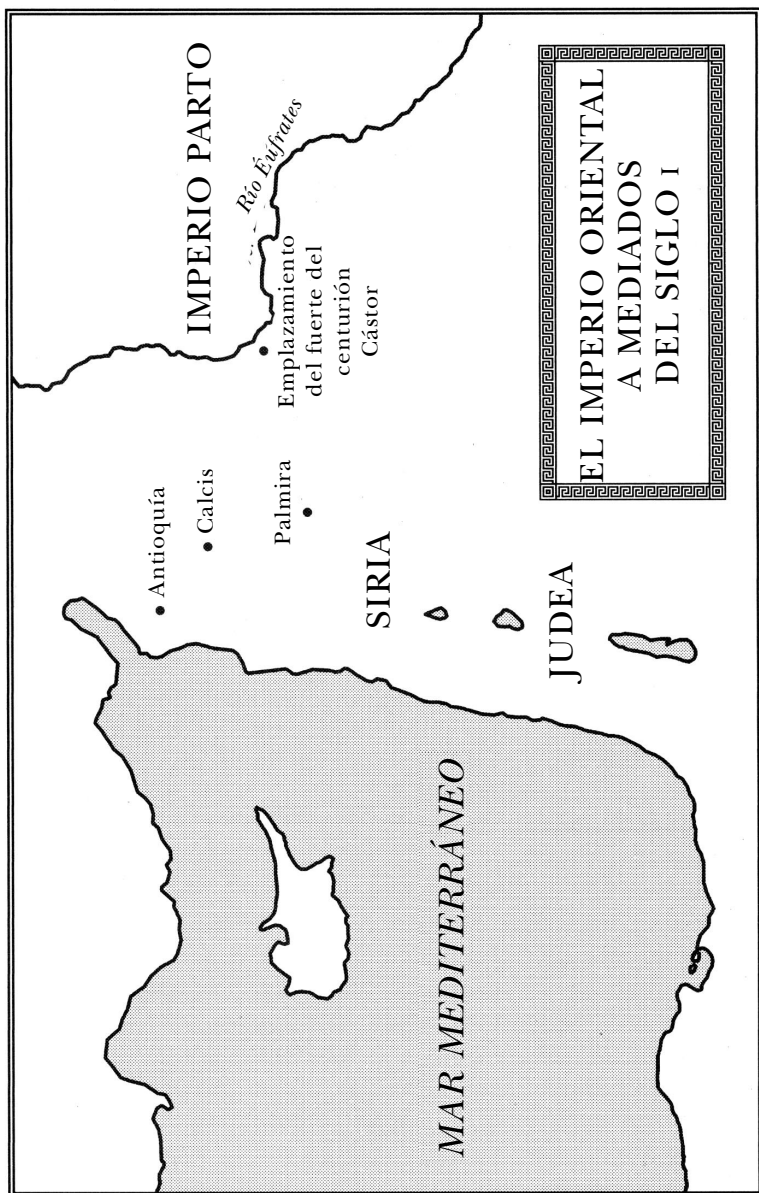 IMPERIO PARTO
Río Éúfrates
Antioquía
Calcis
Emplazamiento
del fuerte del
centurión
Cástor
Palmira
SIRIA
JUDEA
MAR MEDITERRÁNEO
EL IMPERIO ORIENTAL
A MEDIADOS
DEL SIGLO I